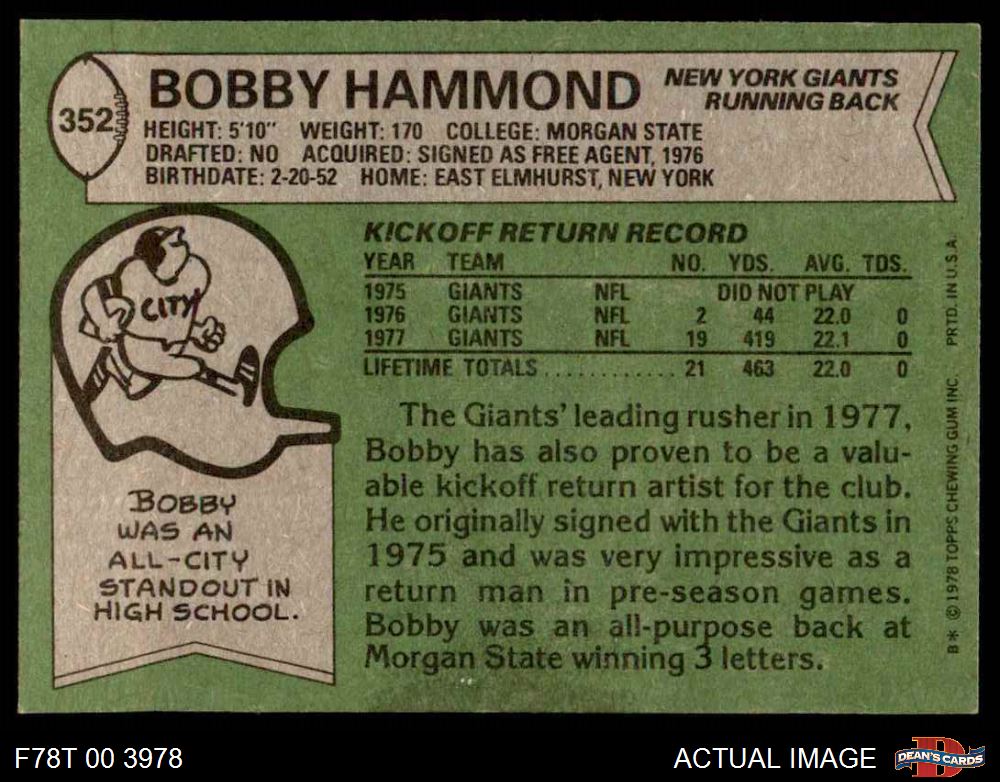 352
BOBBY HAMMOND
NEW YORK GIANTS
RUNNING BACK
HEIGHT: 5'10" WEIGHT: 170 COLLEGE: MORGAN STATE
DRAFTED: NO ACQUIRED: SIGNED AS FREE AGENT, 1976
BIRTHDATE: 2-20-52 HOME: EAST ELMHURST, NEW YORK
CITY
BOBBY
WAS AN
ALL-CITY
STANDOUT IN
HIGH SCHOOL.
KICKOFF RETURN RECORD
YEAR TEAM NO. YDS. AVG. TDS.
1975 GIANTS NFL DID NOT PLAY
1976 GIANTS NFL 2 44 22.0 0
1977 GIANTS NFL 19 419 22.1 0
LIFETIME TOTALS............ 21 463 22.0 0
The Giants' leading rusher in 1977,
Bobby has also proven to be a valu-
able kickoff return artist for the club.
He originally signed with the Giants in
1975 and was very impressive as a
return man in pre-season games.
Bobby was an all-purpose back at
Morgan State winning 3 letters.
B* © 1978 TOPPS CHEWING GUM INC. PRTD. IN U.S.A.
F78T 00 3978
ACTUAL IMAGE
D
DEAN'S CARDS